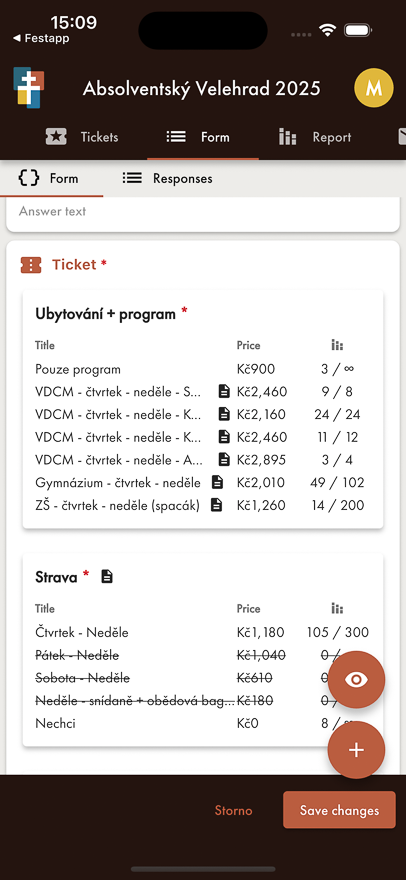 15:09
◀ Festapp
Absolventský Velehrad 2025
M
Tickets
Form
Report
Form
Responses
Answer text
Ticket *
Ubytování + program *
Title Price
Pouze program Kč900 3 / ∞
VDCM - čtvrtek - neděle - S... Kč2,460 9 / 8
VDCM - čtvrtek - neděle - K... Kč2,160 24 / 24
VDCM - čtvrtek - neděle - K... Kč2,460 11 / 12
VDCM - čtvrtek - neděle - A... Kč2,895 3 / 4
Gymnázium - čtvrtek - neděle Kč2,010 49 / 102
ZŠ - čtvrtek - neděle (spacák) Kč1,260 14 / 200
Strava *
Title Price
Čtvrtek - Neděle Kč1,180 105 / 300
Pátek - Neděle Kč1,040 0 /
Sobota - Neděle Kč610 0
Neděle - snídaně + obědová bag... Kč180 0 /
Nechci Kč0 8 /
Storno
Save changes